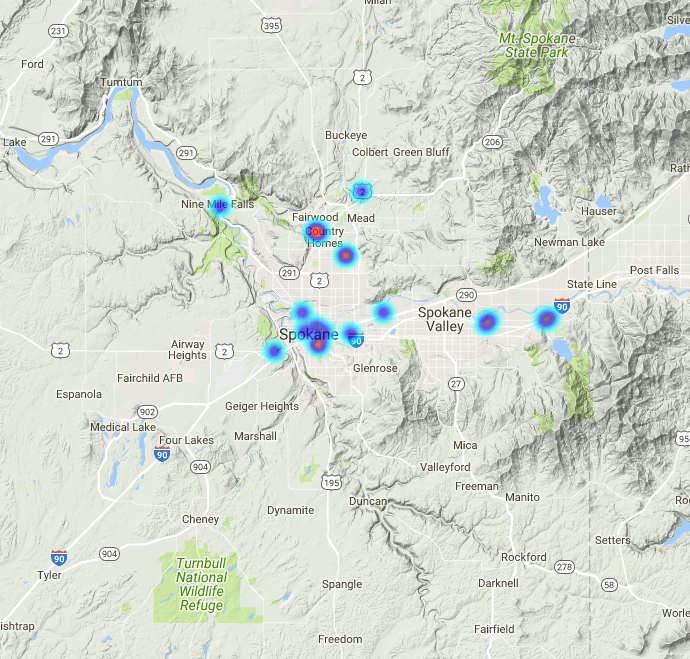 Milan
395
231
Mt. Spokane
State Park
Silve
Ford
2
Tumtum
Buckeye
291
Lake
206
291
Colbert
Green Bluff
Rath
2
Nine Mile Falls
Hauser
Fairwood
Mead
Country
Homes
Newman Lake
291
2
Post Falls
State Line
290
90
Spokane
Valley
Spokane
90
2
Airway
Heights
2
Glenrose
Fairchild AFB
27
Espanola
902
Geiger Heights
Medical Lake
Marshall
Four Lakes
95
90
Mica
904
Valleyford
195
Freeman
Manito
Duncan
Ro
Dynamite
Cheney
Setters
904
90
Turnbull
National
Wildlife
Refuge
Rockford
278
Tyler
Spangle
Darknell
58
Worle
ishtrap
Fairfield
Freedom